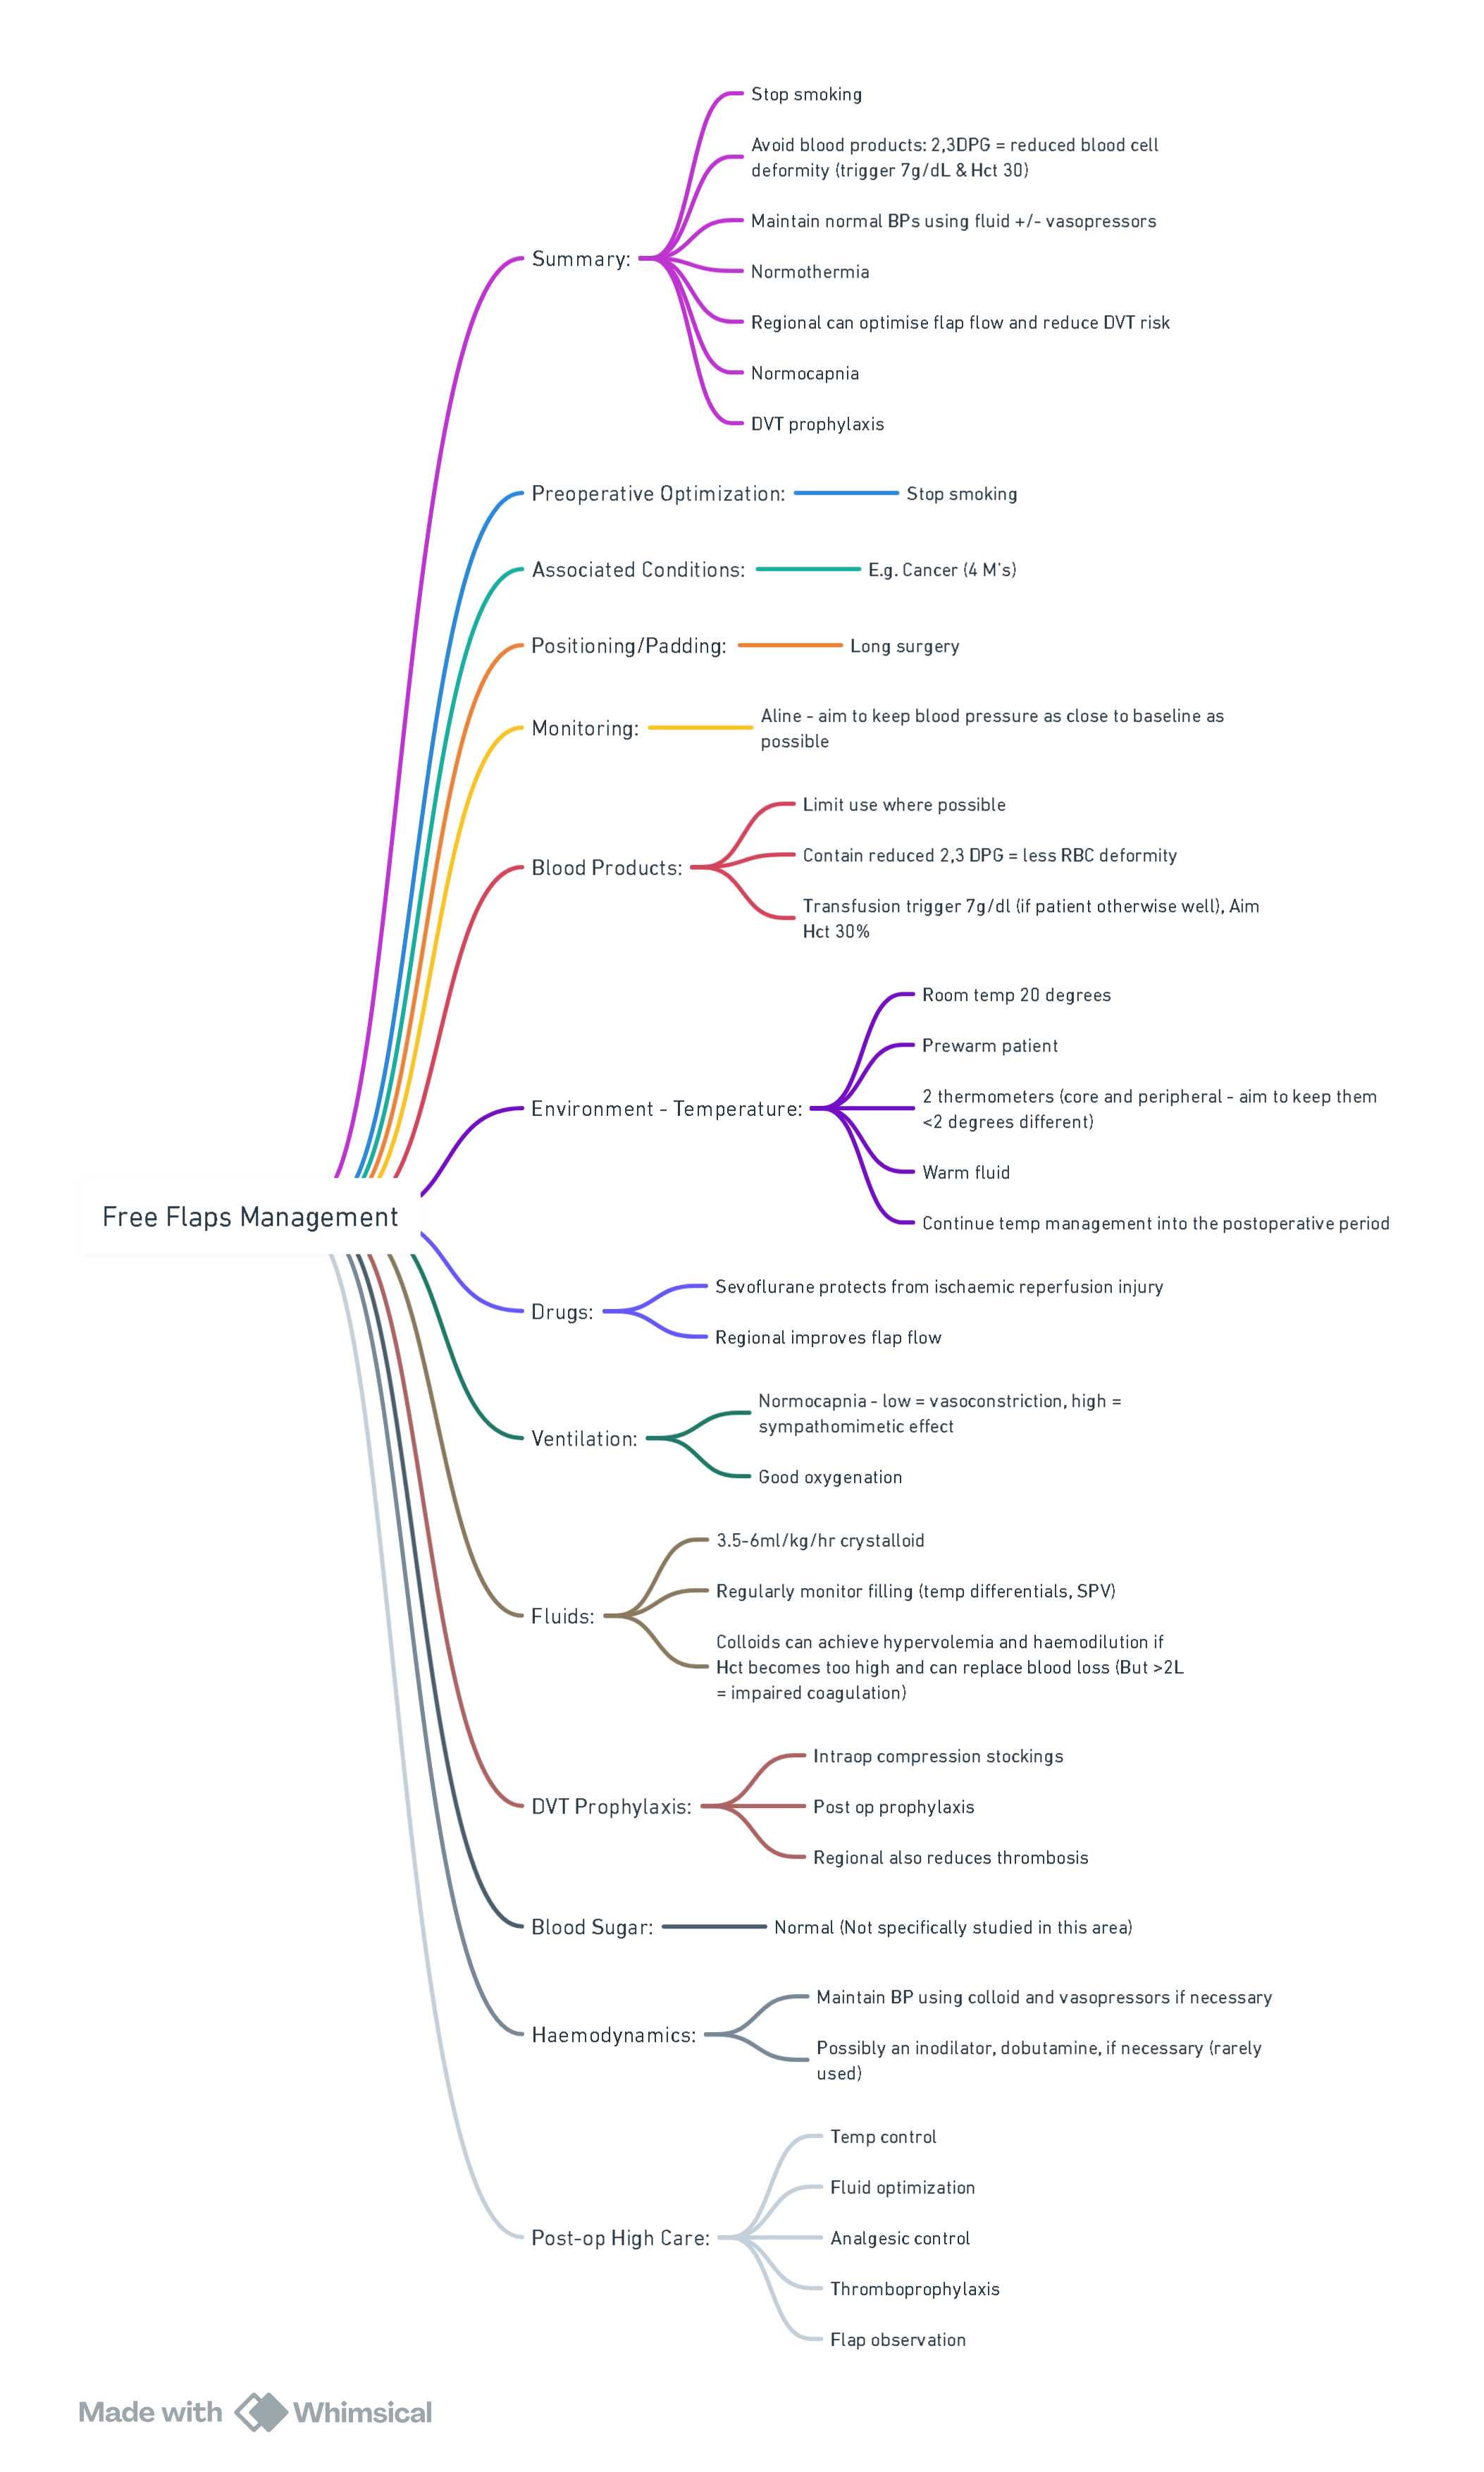 Stop smoking
Avoid blood products: 2,3DPG = reduced blood cell
deformity (trigger 7g/dL & Hct 30)
Maintain normal BPs using fluid +/- vasopressors
Summary:
Normothermia
Regional can optimise flap flow and reduce DVT risk
Normocapnia
DVT prophylaxis
Preoperative Optimization:
Stop smoking
Associated Conditions:
E.g. Cancer (4 M's)
Positioning/Padding:
Long surgery
Monitoring:
Aline - aim to keep blood pressure as close to baseline as
possible
Blood Products:
Limit use where possible
Contain reduced 2,3 DPG = less RBC deformity
Transfusion trigger 7g/dl (if patient otherwise well), Aim
Hct 30%
Environment - Temperature:
Room temp 20 degrees
Prewarm patient
2 thermometers (core and peripheral - aim to keep them
<2 degrees different)
Warm fluid
Continue temp management into the postoperative period
Free Flaps Management
Drugs:
Sevoflurane protects from ischaemic reperfusion injury
Regional improves flap flow
Ventilation:
Normocapnia - low = vasoconstriction, high =
sympathomimetic effect
Good oxygenation
Fluids:
3.5-6ml/kg/hr crystalloid
Regularly monitor filling (temp differentials, SPV)
Colloids can achieve hypervolemia and haemodilution if
Hct becomes too high and can replace blood loss (But >2L
= impaired coagulation)
DVT Prophylaxis:
Intraop compression stockings
Post op prophylaxis
Regional also reduces thrombosis
Blood Sugar:
Normal (Not specifically studied in this area)
Haemodynamics:
Maintain BP using colloid and vasopressors if necessary
Possibly an inodilator, dobutamine, if necessary (rarely
used)
Post-op High Care:
Temp control
Fluid optimization
Analgesic control
Thromboprophylaxis
Flap observation
Made with Whimsical